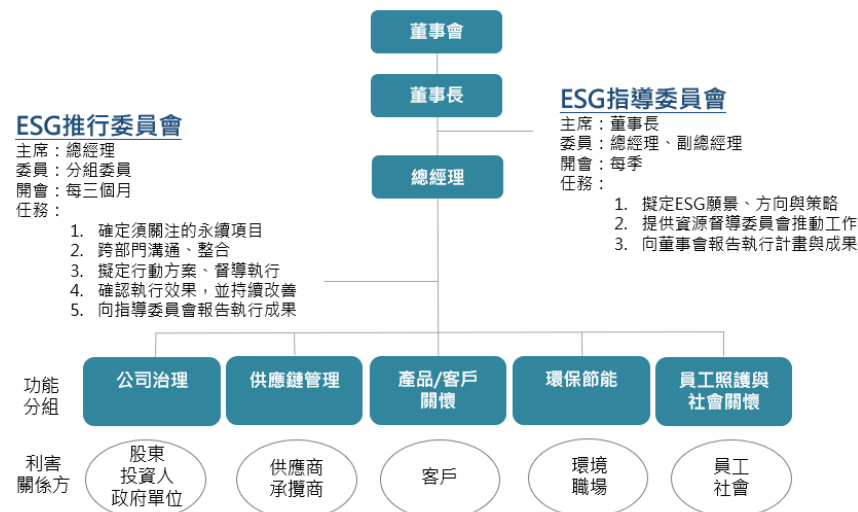 董事會
董事長
ESG指導委員會
主席：董事長
委員：總經理、副總經理
開會：每季
任務：
1. 擬定ESG願景、方向與策略
2. 提供資源督導委員會推動工作
3. 向董事會報告執行計畫與成果
ESG推行委員會
主席：總經理
委員：分組委員
開會：每三個月
任務：
1. 確定須關注的永續項目
2. 跨部門溝通、整合
3. 擬定行動方案、督導執行
4. 確認執行效果，並持續改善
5. 向指導委員會報告執行成果
總經理
功能
分組
公司治理
供應鏈管理
產品/客戶
關懷
環保節能
員工照護與
社會關懷
利害
關係方
股東
投資人
政府單位
供應商
承攬商
客戶
環境
職場
員工
社會